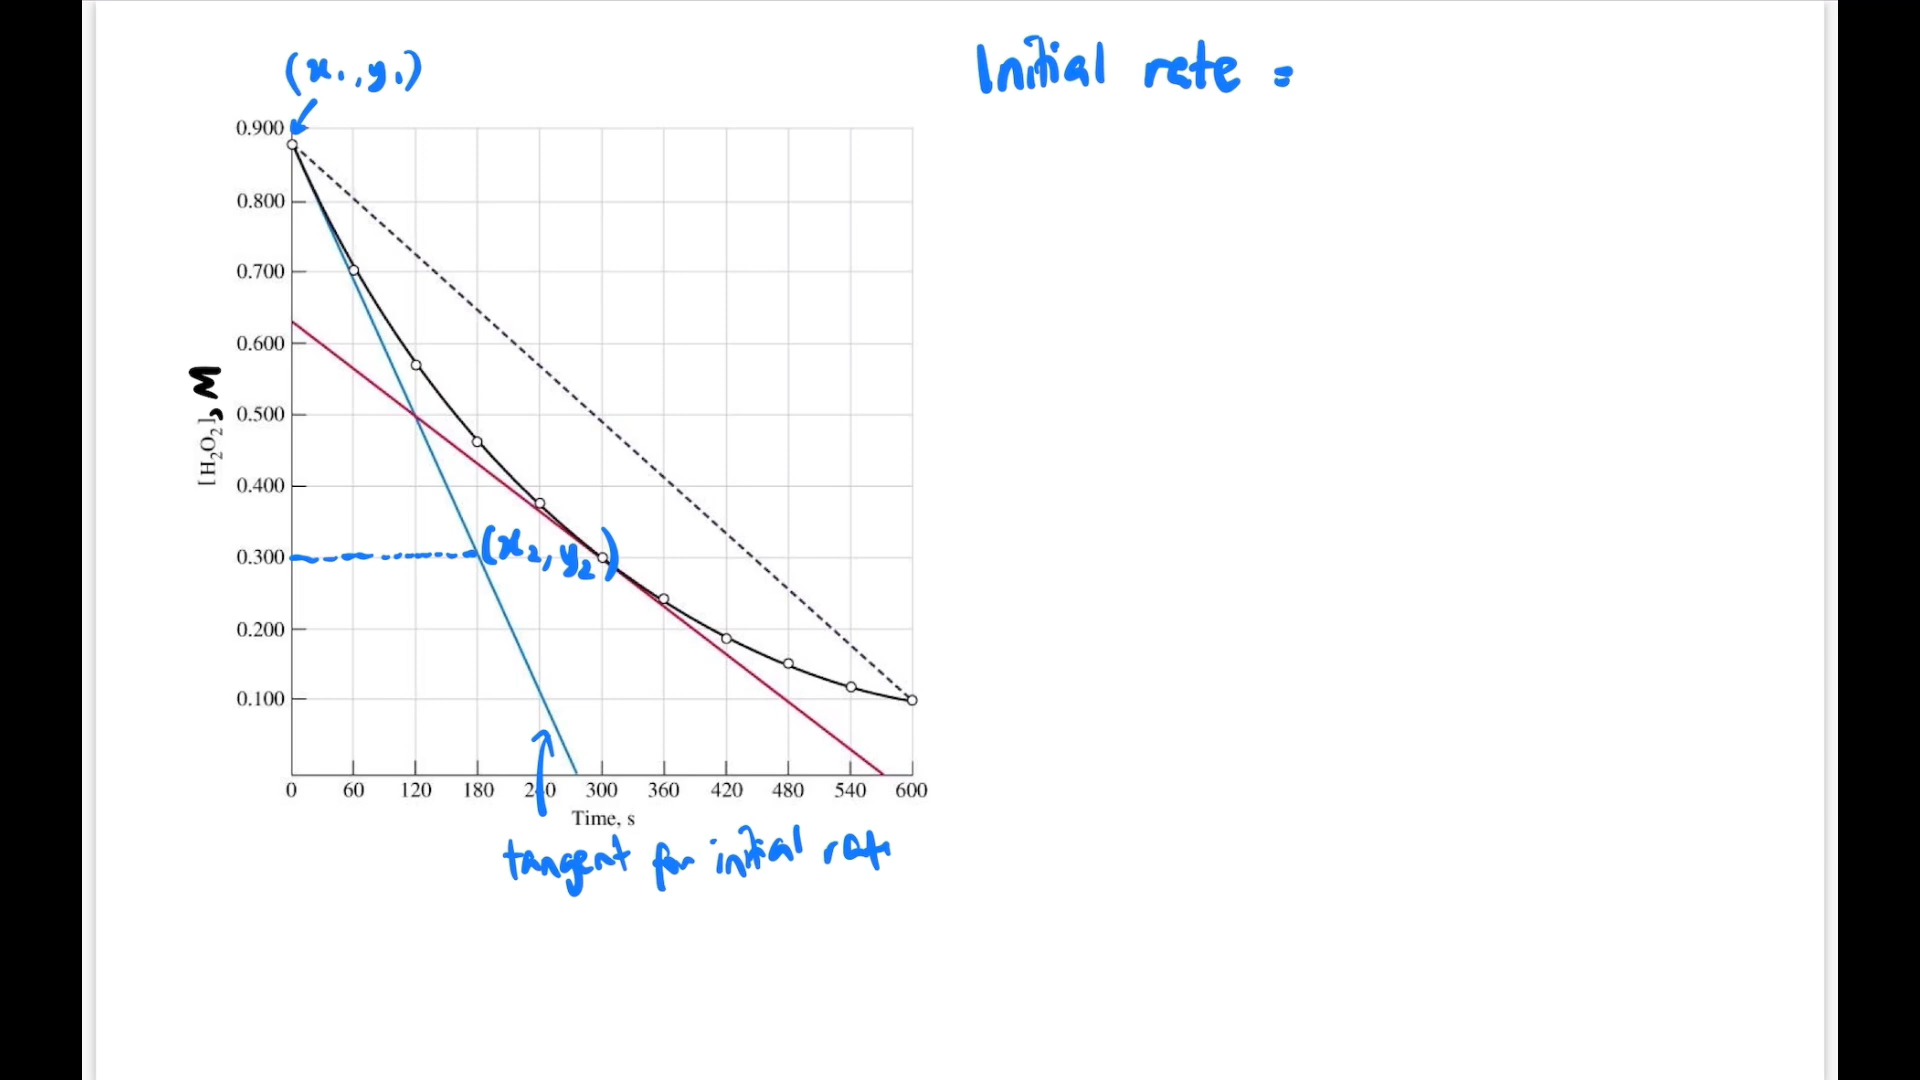 (x₁, y₁)
Initial rate =
0.900
0.800
0.700
0.600
0.500
0.400
0.300
0.200
0.100
[H₂O₂], M
(x₂, y₂)
0 60 120 180 240 300 360 420 480 540 600
Time, s
tangent for initial rate